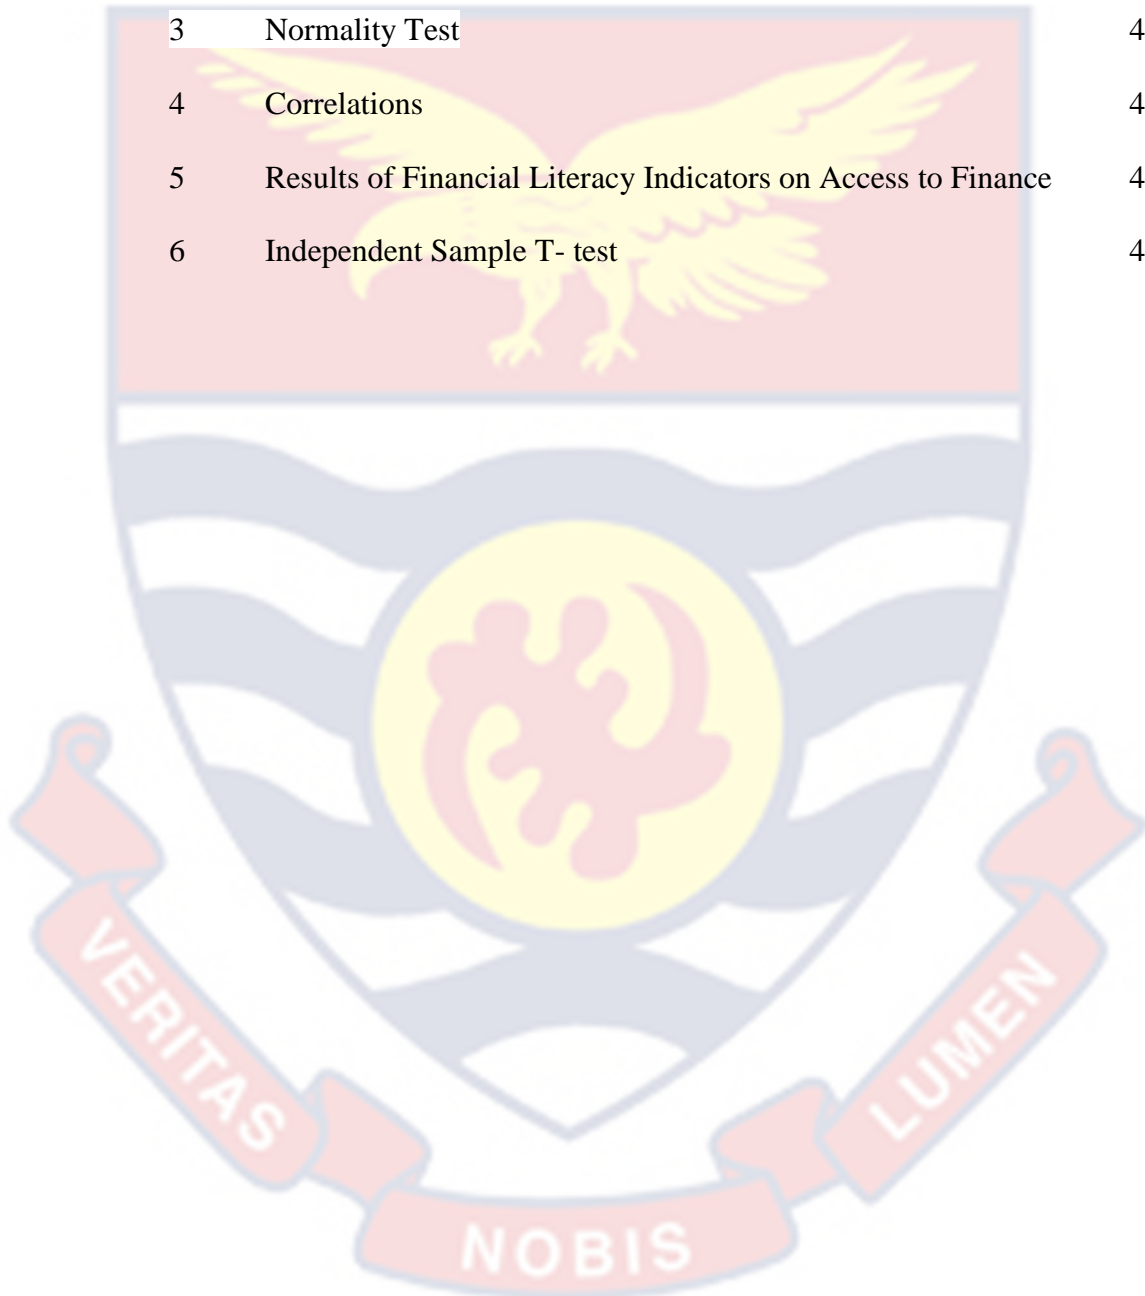 3 Normality Test 4
4 Correlations 4
5 Results of Financial Literacy Indicators on Access to Finance 4
6 Independent Sample T- test 4
VERITAS
NOBIS
LUMEN